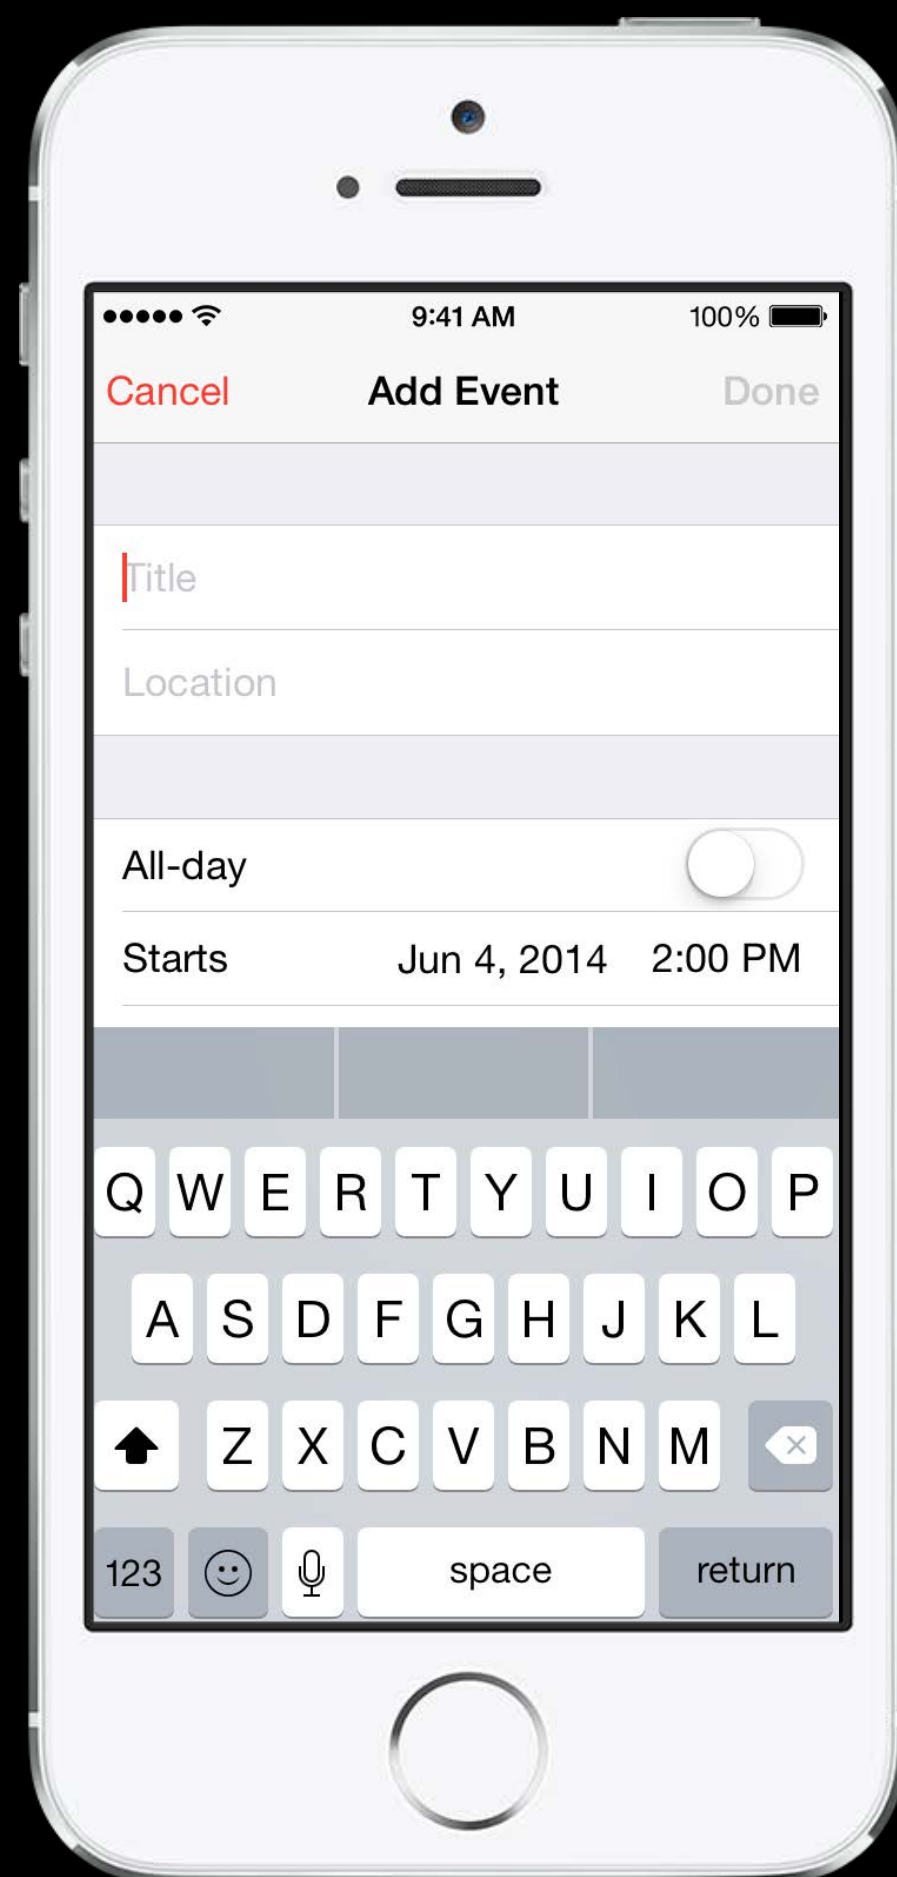 9:41 AM 100%
Cancel Add Event Done
Title
Location
All-day
Starts Jun 4, 2014 2:00 PM
Q W E R T Y U I O P
A S D F G H J K L
Z X C V B N M
123 space return